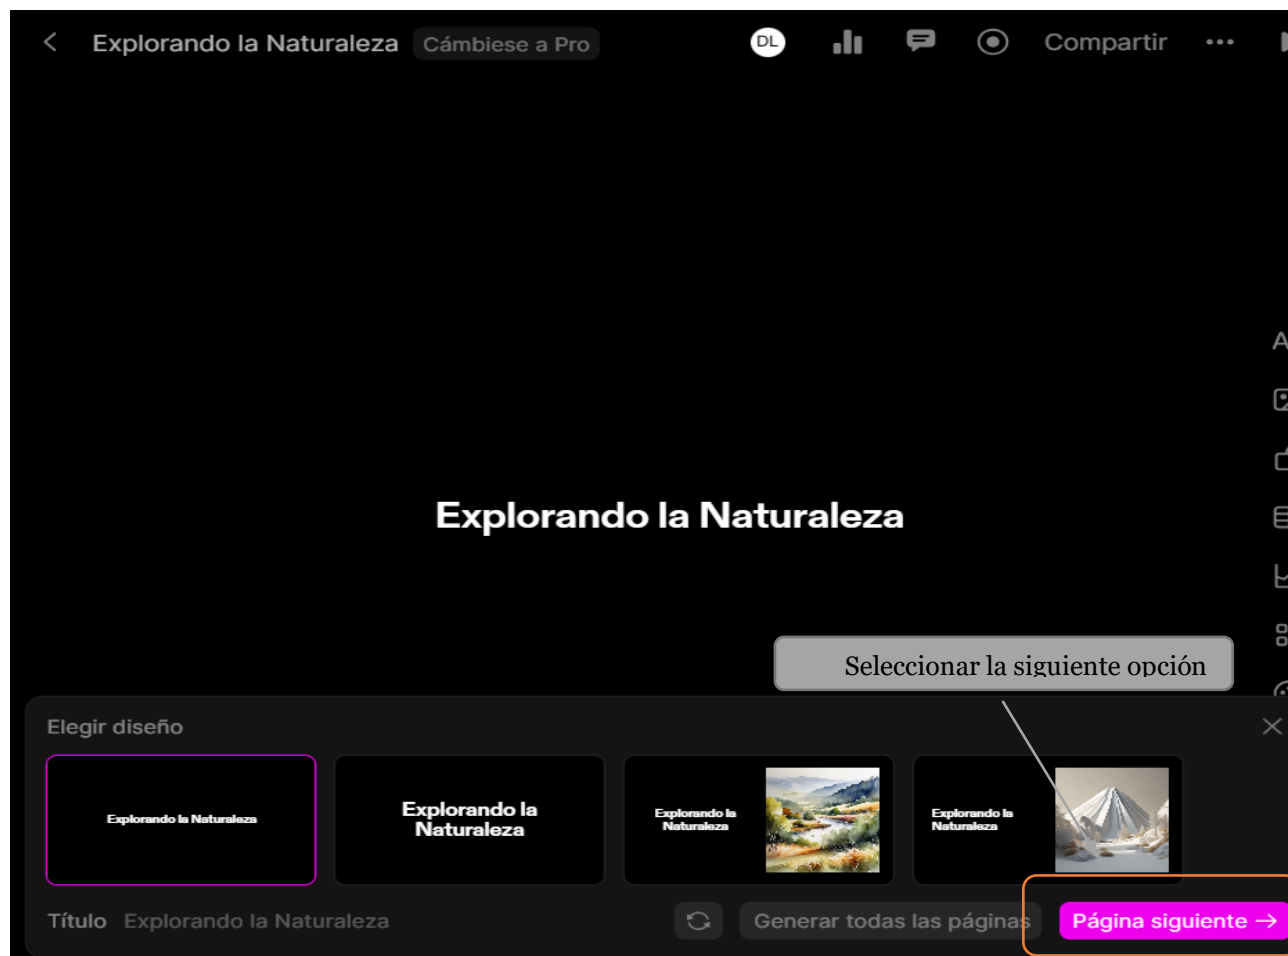 Explorando la Naturaleza Cámbiese a Pro DL Compartir
Explorando la Naturaleza
Seleccionar la siguiente opción
Elegir diseño
Explorando la Naturaleza
Explorando la
Naturaleza
Explorando la
Naturaleza
Explorando la
Naturaleza
Título Explorando la Naturaleza Generar todas las páginas Página siguiente →